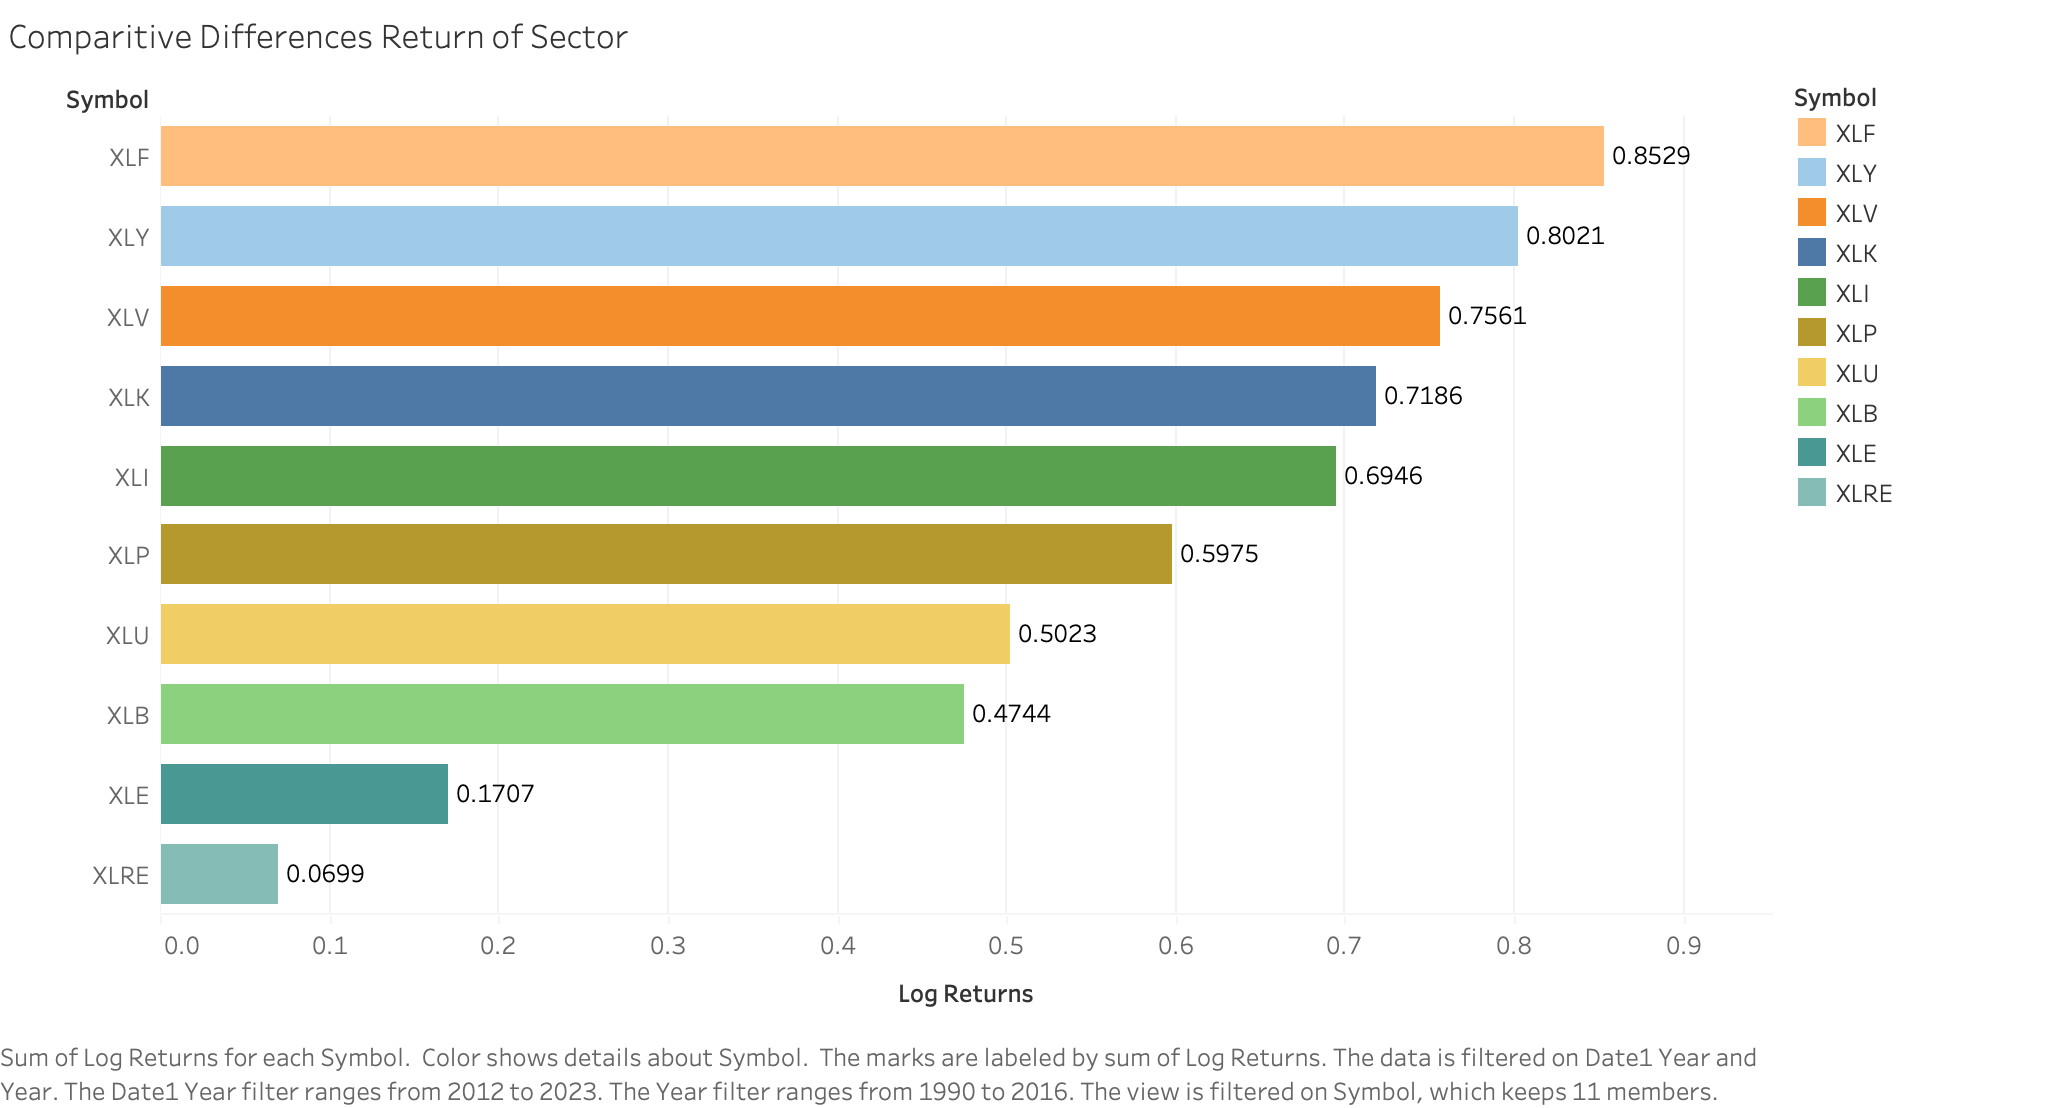 Comparitive Differences Return of Sector
Symbol
XLF 0.8529
XLY 0.8021
XLV 0.7561
XLK 0.7186
XLI 0.6946
XLP 0.5975
XLU 0.5023
XLB 0.4744
XLE 0.1707
XLRE 0.0699
0.0 0.1 0.2 0.3 0.4 0.5 0.6 0.7 0.8 0.9
Log Returns
Symbol
XLF
XLY
XLV
XLK
XLI
XLP
XLU
XLB
XLE
XLRE
Sum of Log Returns for each Symbol.  Color shows details about Symbol.  The marks are labeled by sum of Log Returns. The data is filtered on Date1 Year and
Year. The Date1 Year filter ranges from 2012 to 2023. The Year filter ranges from 1990 to 2016. The view is filtered on Symbol, which keeps 11 members.